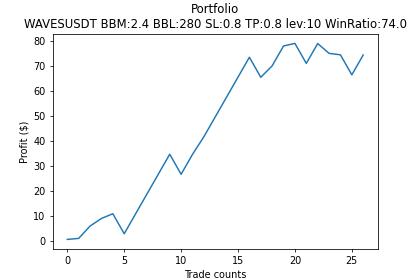 Portfolio
WAVESUSDT BBM:2.4 BBL:280 SL:0.8 TP:0.8 lev:10 WinRatio:74.0
80
70
60
50
40
30
20
10
0
Profit ($)
0 5 10 15 20 25
Trade counts